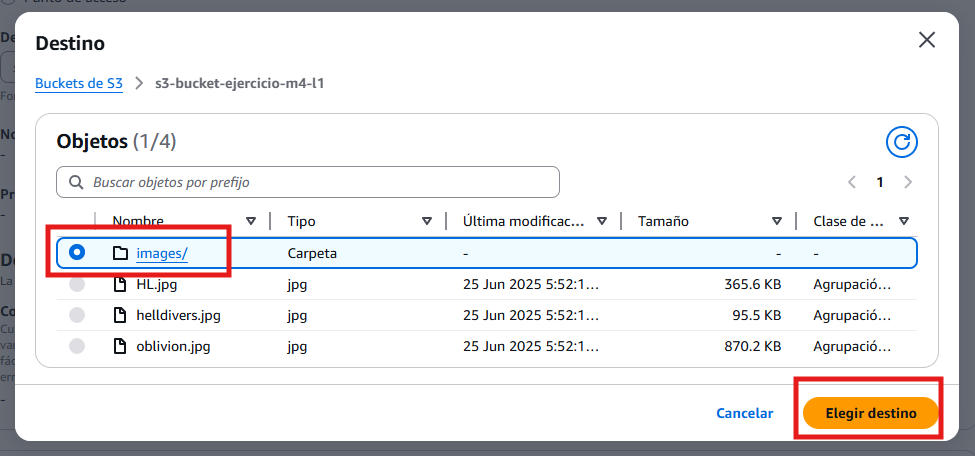 Punto de acceso
Destino
Buckets de S3 > s3-bucket-ejercicio-m4-l1
Objetos (1/4)
Buscar objetos por prefijo
1
Nombre Tipo Última modificac... Tamaño Clase de ...
images/ Carpeta - - -
HL.jpg jpg 25 Jun 2025 5:52:1... 365.6 KB Agrupació...
helldivers.jpg jpg 25 Jun 2025 5:52:1... 95.5 KB Agrupació...
oblivion.jpg jpg 25 Jun 2025 5:52:1... 870.2 KB Agrupació...
Cancelar Elegir destino